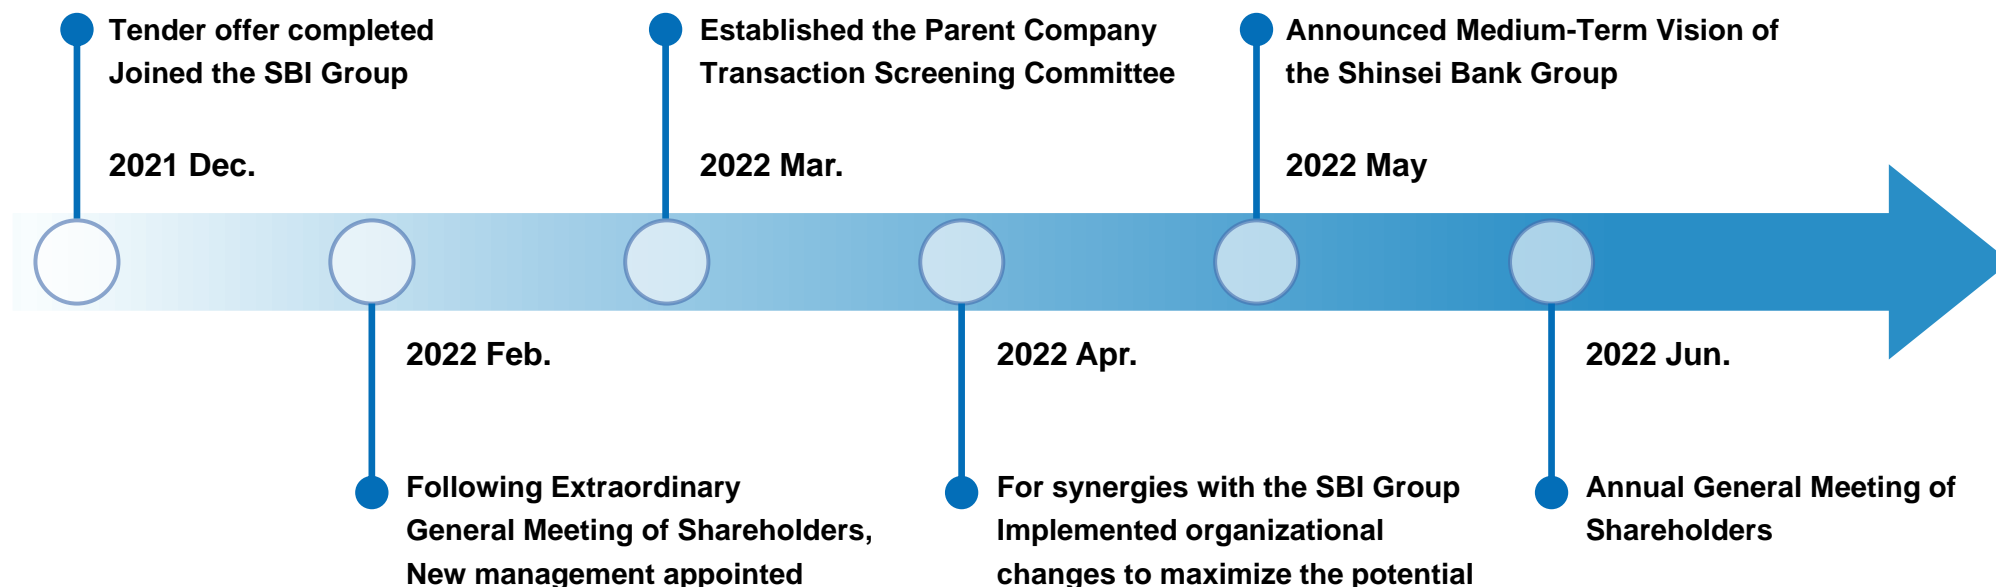 Tender offer completed
Joined the SBI Group
2021 Dec.
Established the Parent Company
Transaction Screening Committee
2022 Mar.
Announced Medium-Term Vision of
the Shinsei Bank Group
2022 May
2022 Feb.
Following Extraordinary
General Meeting of Shareholders,
New management appointed
2022 Apr.
For synergies with the SBI Group
Implemented organizational
changes to maximize the potential
2022 Jun.
Annual General Meeting of
Shareholders